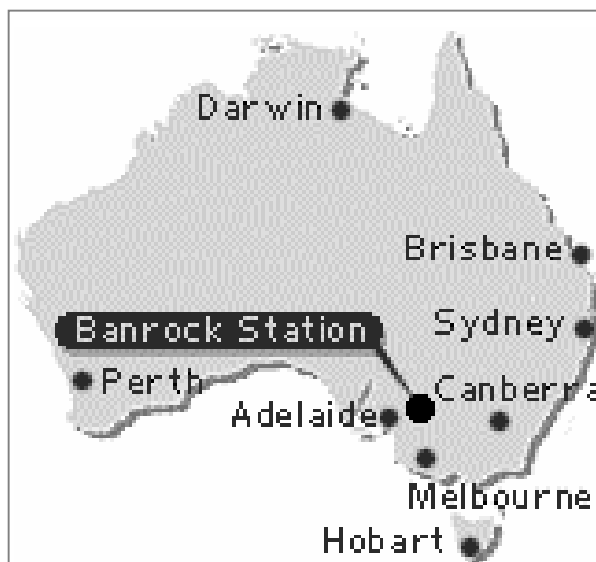 Darwin
Brisbane
Banrock Station
Sydney
Perth
Canberra
Adelaide
Melbourne
Hobart